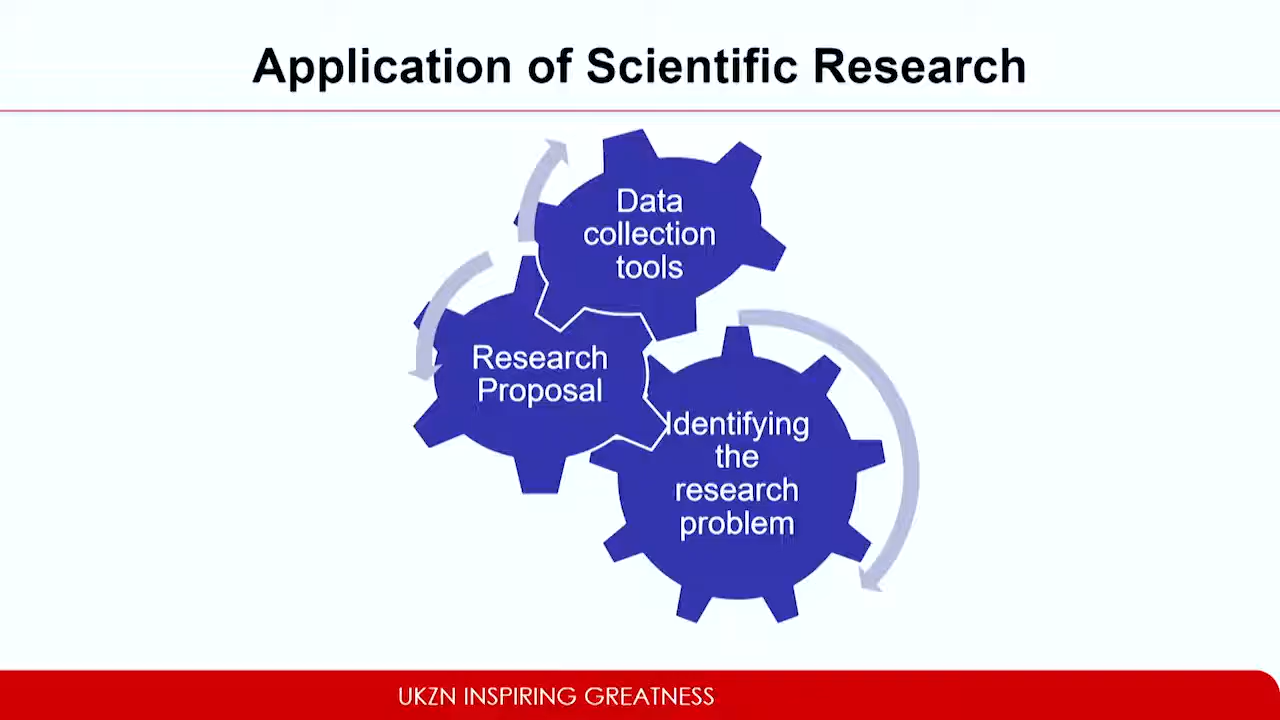 Application of Scientific Research
Data
collection
tools
Research
Proposal
Identifying
the
research
problem
UKZN INSPIRING GREATNESS